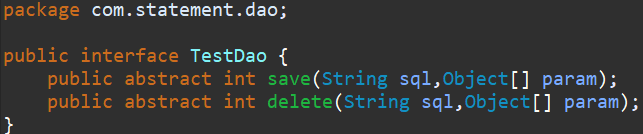 package com.statement.dao;
public interface TestDao {
public abstract int save(String sql,Object[] param);
public abstract int delete(String sql,Object[] param);
}